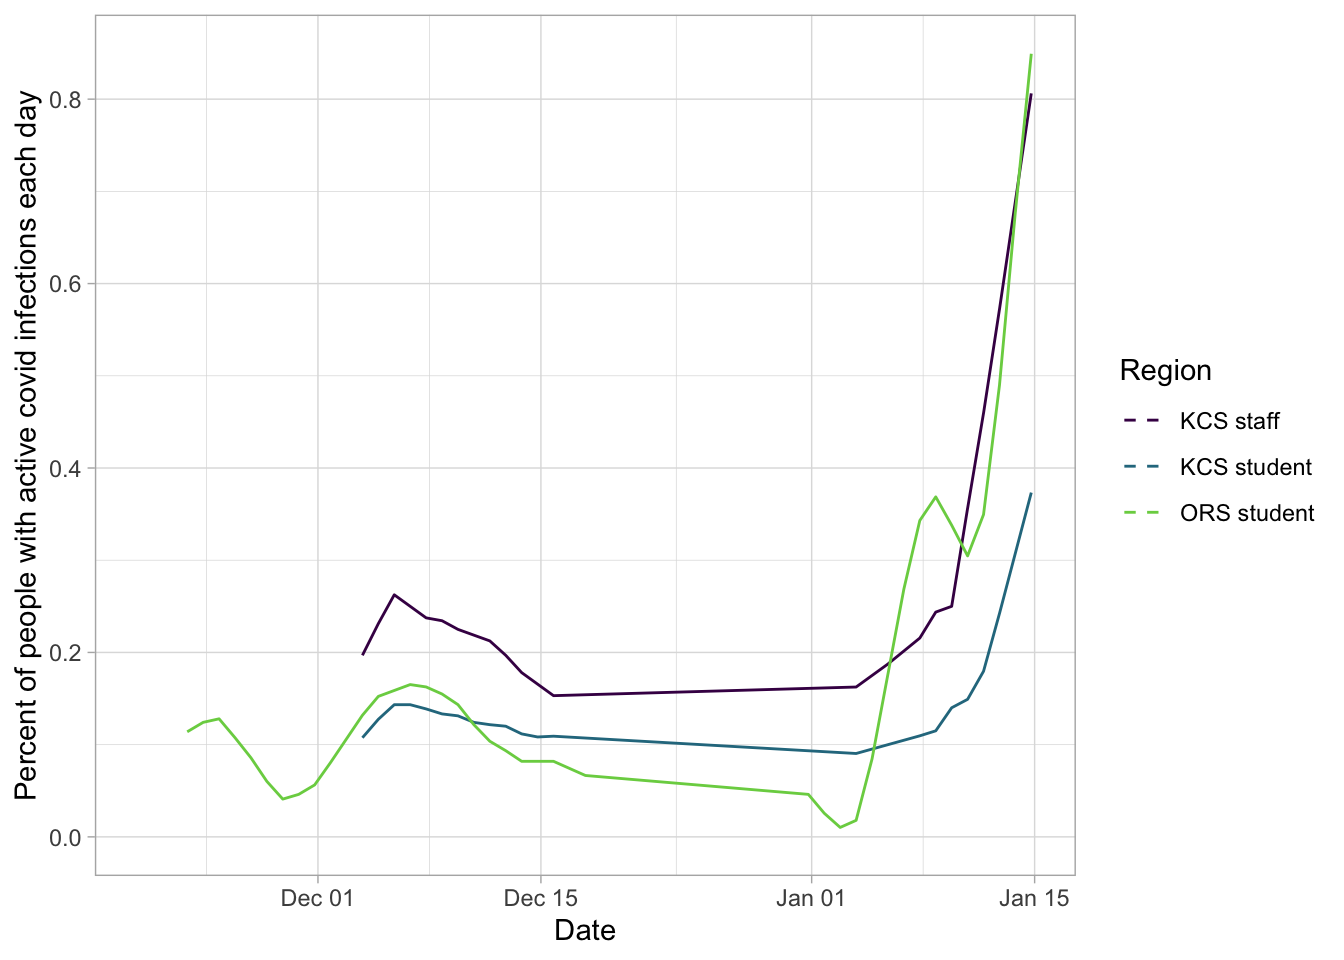 Percent of people with active covid infections each day
0.8
0.6
0.4
0.2
0.0
Dec 01 Dec 15 Jan 01 Jan 15
Date
Region
KCS staff
KCS student
ORS student